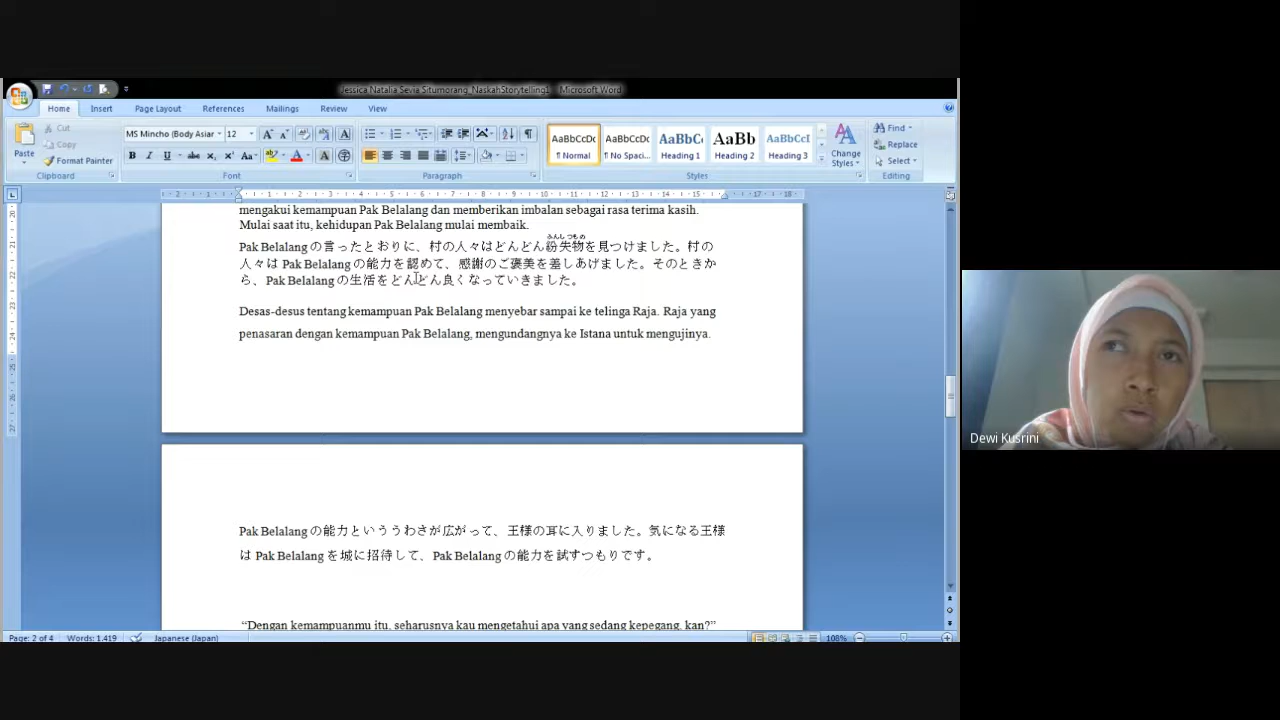 Jessica Natalia Sevia Situmorang_NaskahStorytelling1 - Microsoft Word
Home Insert Page Layout References Mailings Review View
Paste Cut Copy Format Painter
MS Mincho (Body Asiar 12
AaBbCcDc AaBbCcDc AaBbC AaBb AaBbCcI
¶ Normal ¶ No Spaci... Heading 1 Heading 2 Heading 3
Change Styles
Find Replace Select
Clipboard Font Paragraph Styles Editing
mengakui kemampuan Pak Belalang dan memberikan imbalan sebagai rasa terima kasih.
Mulai saat itu, kehidupan Pak Belalang mulai membaik.
ふんしつもの
Pak Belalang の言ったとおりに、村の人々はどんどん紛失物を見つけました。村の
人々は Pak Belalang の能力を認めて、感謝のご褒美を差しあげました。そのときか
ら、Pak Belalang の生活をどんどん良くなっていきました。
Desas-desus tentang kemampuan Pak Belalang menyebar sampai ke telinga Raja. Raja yang
penasaran dengan kemampuan Pak Belalang, mengundangnya ke Istana untuk mengujinya.
Pak Belalang の能力といううわさが広がって、王様の耳に入りました。気になる王様
は Pak Belalang を城に招待して、Pak Belalang の能力を試すつもりです。
“Dengan kemampuanmu itu, seharusnya kau mengetahui apa yang sedang kepegang, kan?”
Page: 2 of 4 Words: 1,419 Japanese (Japan) 108%
Dewi Kusrini